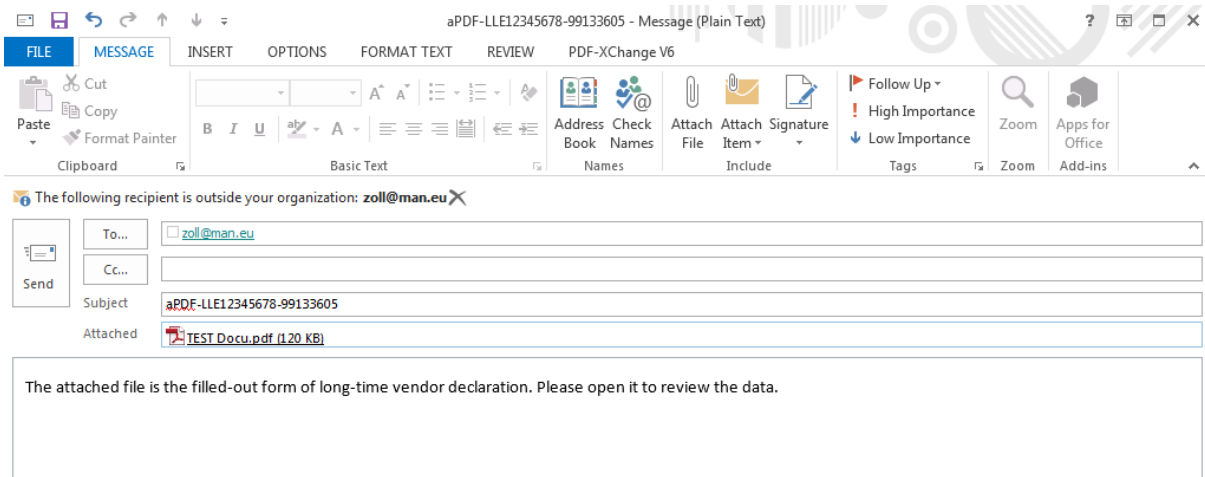 aPDF-LLE12345678-99133605 - Message (Plain Text)
?
FILE MESSAGE INSERT OPTIONS FORMAT TEXT REVIEW PDF-XChange V6
Paste
Cut
Copy
Format Painter
Clipboard
B I U aby A
Basic Text
Address Book
Check Names
Names
Attach File
Attach Item
Signature
Include
Follow Up
High Importance
Low Importance
Tags
Zoom
Zoom
Apps for Office
Add-ins
The following recipient is outside your organization: zoll@man.eu
Send
To... zoll@man.eu
Cc...
Subject aPDF-LLE12345678-99133605
Attached TEST Docu.pdf (120 KB)
The attached file is the filled-out form of long-time vendor declaration. Please open it to review the data.